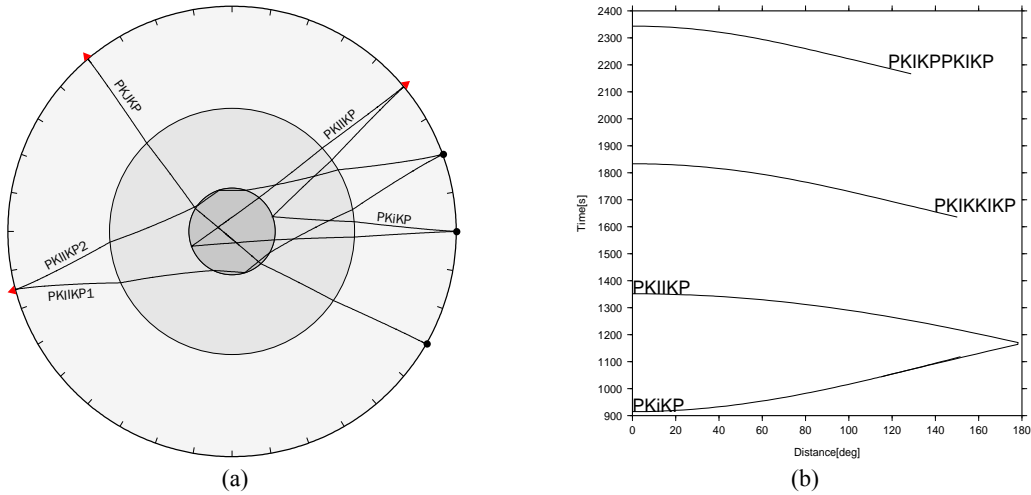 PKJKP
PKIIKP
PKiKP
PKIIKP2
PKIIKP1
(a)
2400
2300
2200
2100
2000
1900
1800
1700
1600
1500
1400
1300
1200
1100
1000
900
Time[s]
PKIKPPKIKP
PKIKKIKP
PKIIKP
PKiKP
0 20 40 60 80 100 120 140 160 180
Distance[deg]
(b)